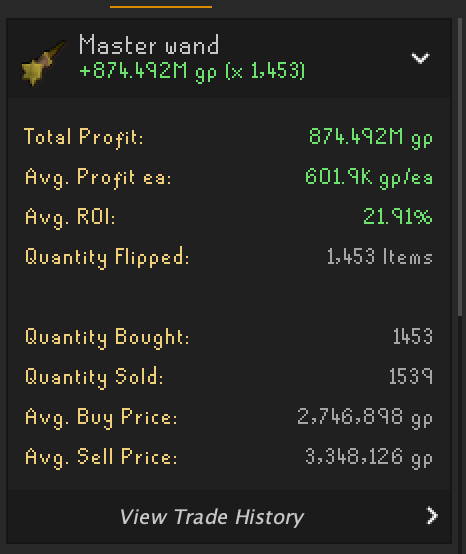 Master wand
+874.492M gp (x 1,453)
Total Profit: 874.492M gp
Avg. Profit ea: 601.9K gp/ea
Avg. ROI: 21.91%
Quantity Flipped: 1,453 Items
Quantity Bought: 1453
Quantity Sold: 1539
Avg. Buy Price: 2,746,898 gp
Avg. Sell Price: 3,348,126 gp
View Trade History